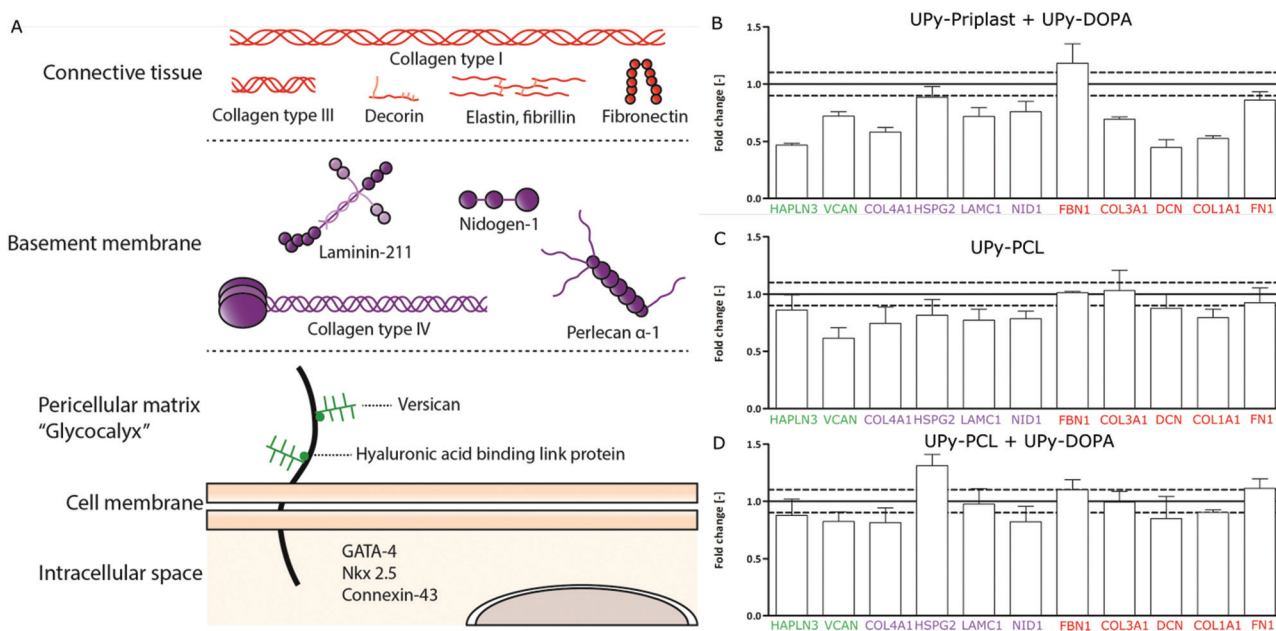 A
Connective tissue
Collagen type I
Collagen type III
Decorin
Elastin, fibrillin
Fibronectin
Basement membrane
Laminin-211
Nidogen-1
Collagen type IV
Perlecan α-1
Pericellular matrix
"Glycocalyx"
Versican
Hyaluronic acid binding link protein
Cell membrane
Intracellular space
GATA-4
Nkx 2.5
Connexin-43
B
UPy-Priplast + UPy-DOPA
Fold change [-]
1.5
1.0
0.5
0.0
HAPLN3 VCAN COL4A1 HSPG2 LAMC1 NID1 FBN1 COL3A1 DCN COL1A1 FN1
C
UPy-PCL
Fold change [-]
1.5
1.0
0.5
0.0
HAPLN3 VCAN COL4A1 HSPG2 LAMC1 NID1 FBN1 COL3A1 DCN COL1A1 FN1
D
UPy-PCL + UPy-DOPA
Fold change [-]
1.5
1.0
0.5
0.0
HAPLN3 VCAN COL4A1 HSPG2 LAMC1 NID1 FBN1 COL3A1 DCN COL1A1 FN1